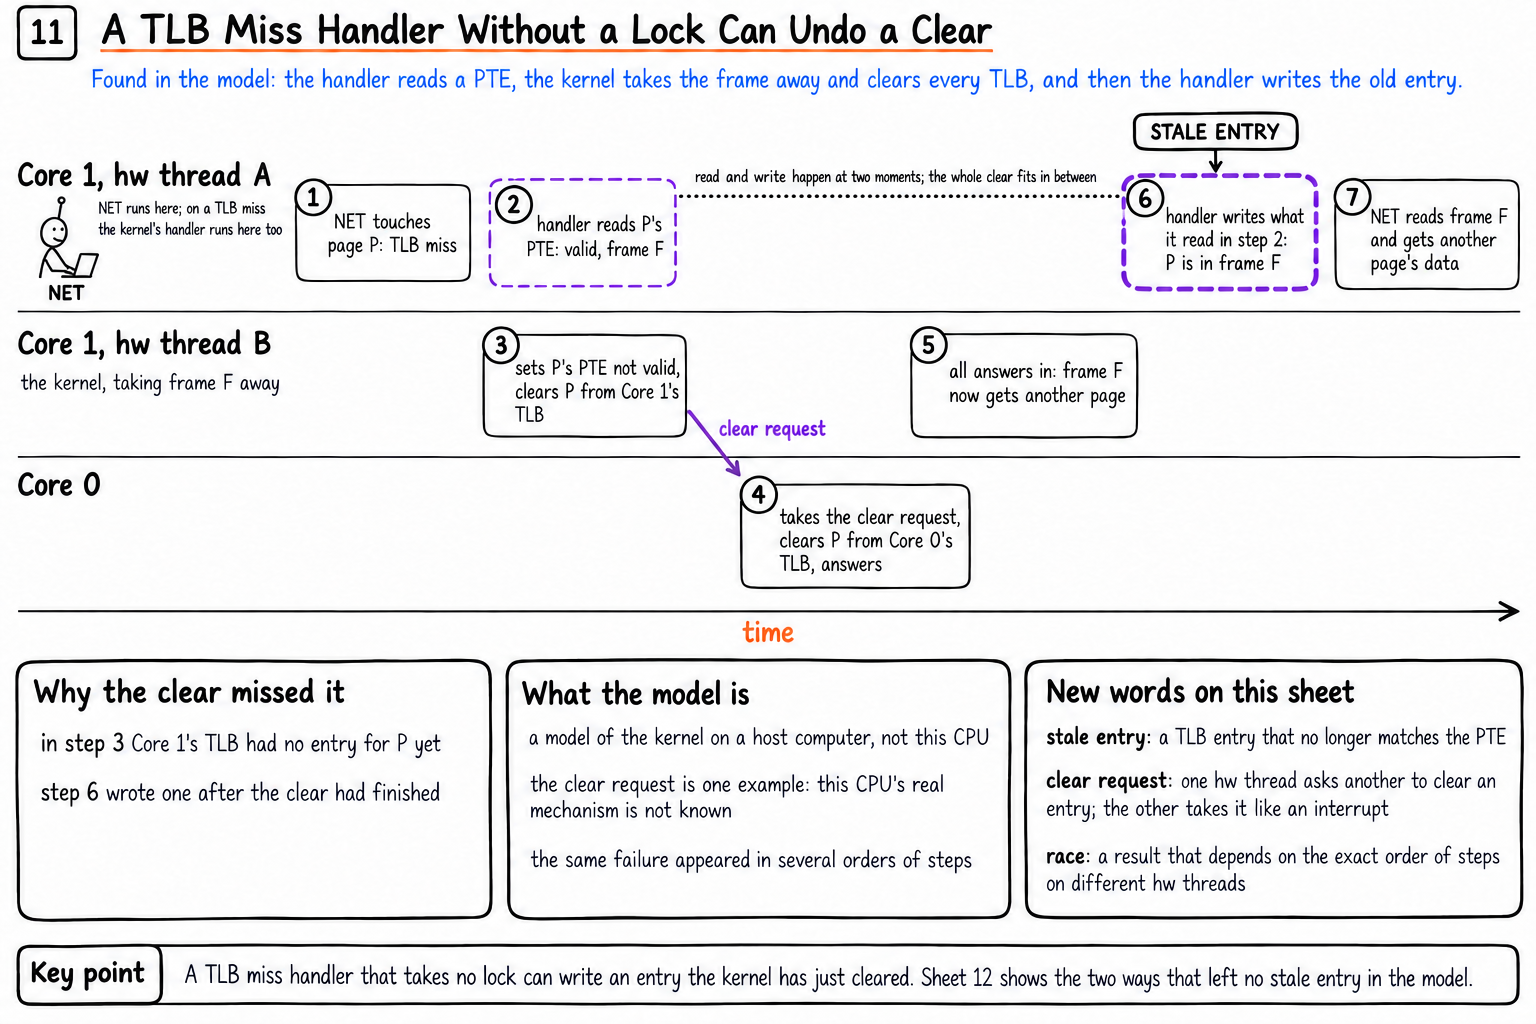 11
A TLB Miss Handler Without a Lock Can Undo a Clear
Found in the model: the handler reads a PTE, the kernel takes the frame away and clears every TLB, and then the handler writes the old entry.
STALE ENTRY
Core 1, hw thread A
NET runs here; on a TLB miss
the kernel's handler runs here too
NET
1
NET touches
page P: TLB miss
2
handler reads P's
PTE: valid, frame F
read and write happen at two moments; the whole clear fits in between
6
handler writes what
it read in step 2:
P is in frame F
7
NET reads frame F
and gets another
page's data
Core 1, hw thread B
the kernel, taking frame F away
3
sets P's PTE not valid,
clears P from Core 1's
TLB
clear request
5
all answers in: frame F
now gets another page
Core 0
4
takes the clear request,
clears P from Core 0's
TLB, answers
time
Why the clear missed it
in step 3 Core 1's TLB had no entry for P yet
step 6 wrote one after the clear had finished
What the model is
a model of the kernel on a host computer, not this CPU
the clear request is one example: this CPU's real
mechanism is not known
the same failure appeared in several orders of steps
New words on this sheet
stale entry: a TLB entry that no longer matches the PTE
clear request: one hw thread asks another to clear an
entry; the other takes it like an interrupt
race: a result that depends on the exact order of steps
on different hw threads
Key point
A TLB miss handler that takes no lock can write an entry the kernel has just cleared. Sheet 12 shows the two ways that left no stale entry in the model.